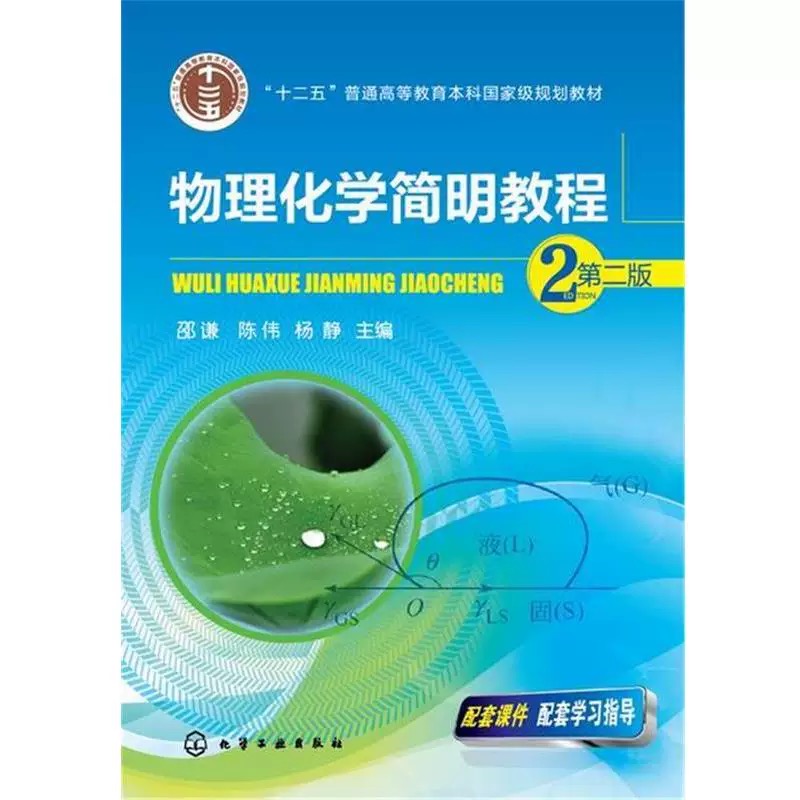 "十二五"普通高等教育本科国家级规划教材
十二五
物理化学简明教程
WULI HUAXUE JIANMING JIAOCHENG
2
EDITION
第二版
邵谦 陈伟 杨静 主编
气(G)
γGL
液(L)
θ
γGS
O
γLS
固(S)
配套课件 配套学习指导
化学工业出版社